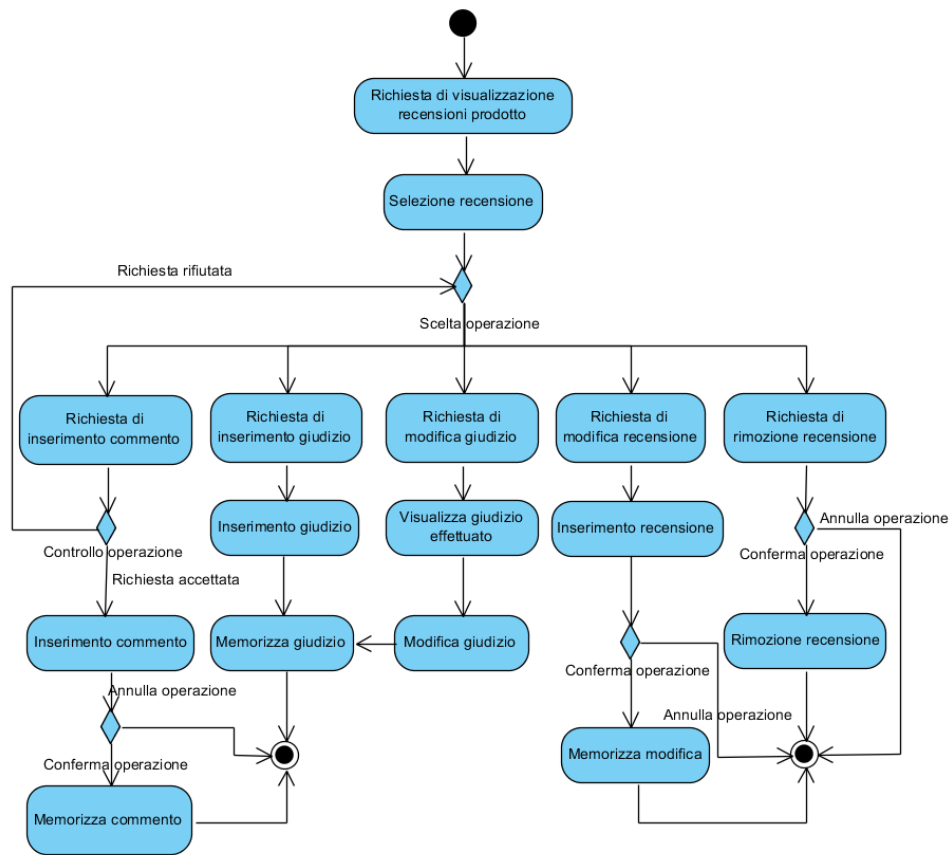 Richiesta di visualizzazione
recensioni prodotto
Selezione recensione
Richiesta rifiutata
Scelta operazione
Richiesta di
inserimento commento
Richiesta di
inserimento giudizio
Richiesta di
modifica giudizio
Richiesta di
modifica recensione
Richiesta di
rimozione recensione
Inserimento giudizio
Visualizza giudizio
effettuato
Inserimento recensione
Annulla operazione
Controllo operazione
Conferma operazione
Richiesta accettata
Inserimento commento
Memorizza giudizio
Modifica giudizio
Rimozione recensione
Conferma operazione
Annulla operazione
Annulla operazione
Memorizza modifica
Conferma operazione
Memorizza commento